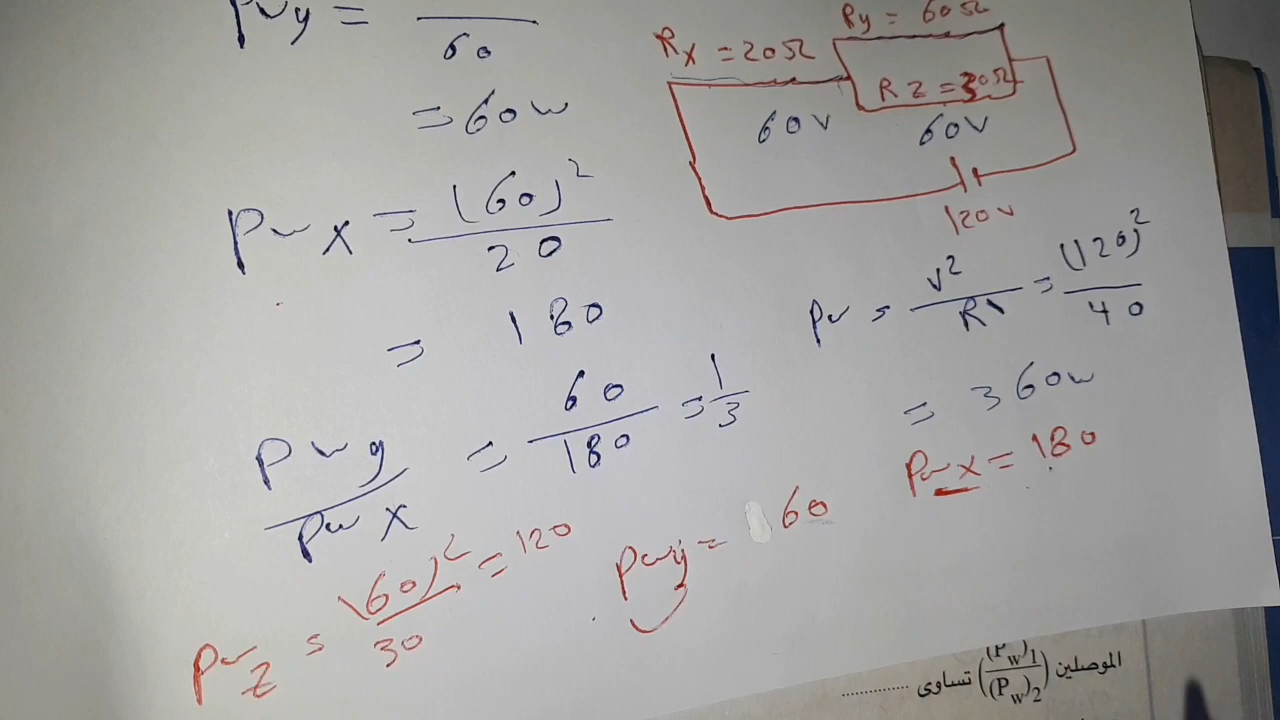 Pwy = ── / 60
= 60w
Pwx = (60)² / 20
= 180
Pwy / Pwx = 60 / 180 = 1/3
Pwz = (60)² / 30 = 120
Pwy = 60
Rx = 20Ω
Ry = 60Ω
Rz = 30Ω
60V
60V
120V
Pw = V² / R\ = (120)² / 40
= 360w
Pwx = 180
الموصلين ((Pw)1 / (Pw)2) تساوى ..............